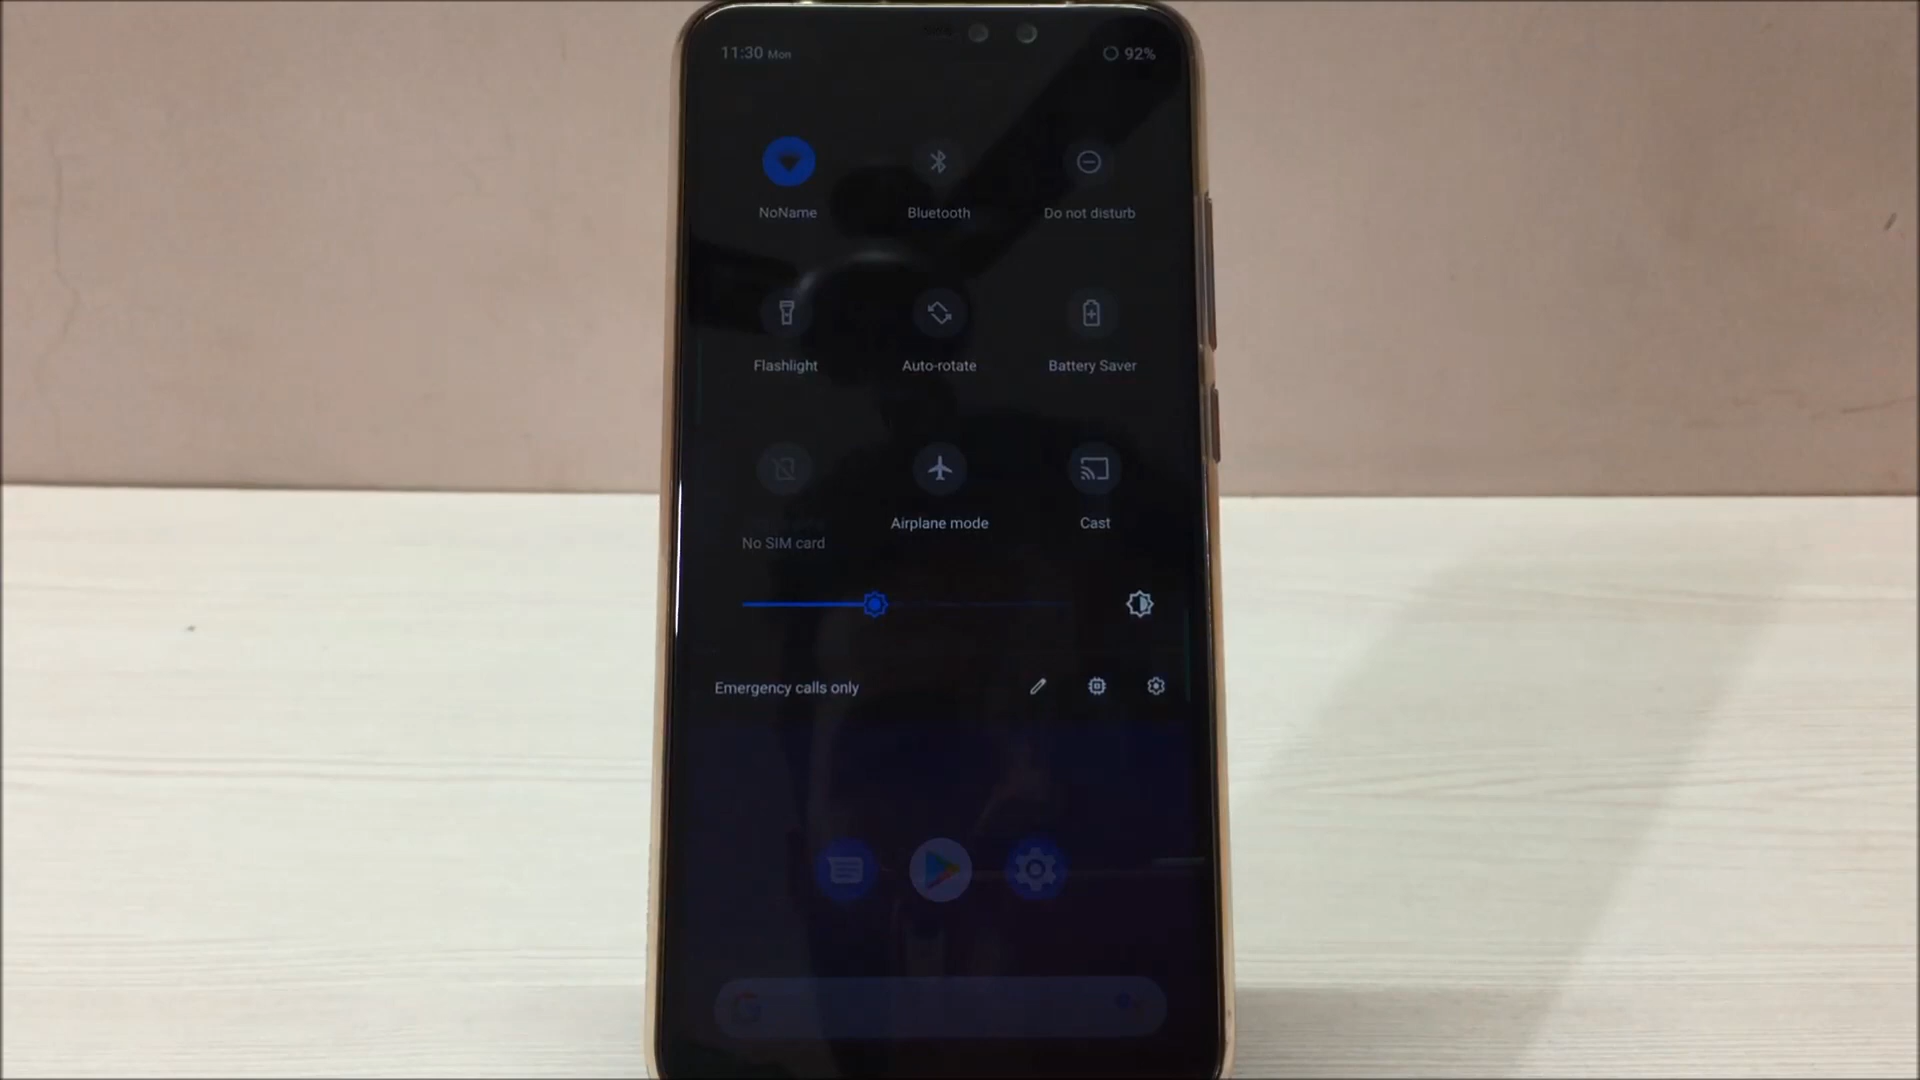 11:30 Mon
92%
NoName
Bluetooth
Do not disturb
Flashlight
Auto-rotate
Battery Saver
No SIM card
Airplane mode
Cast
Emergency calls only